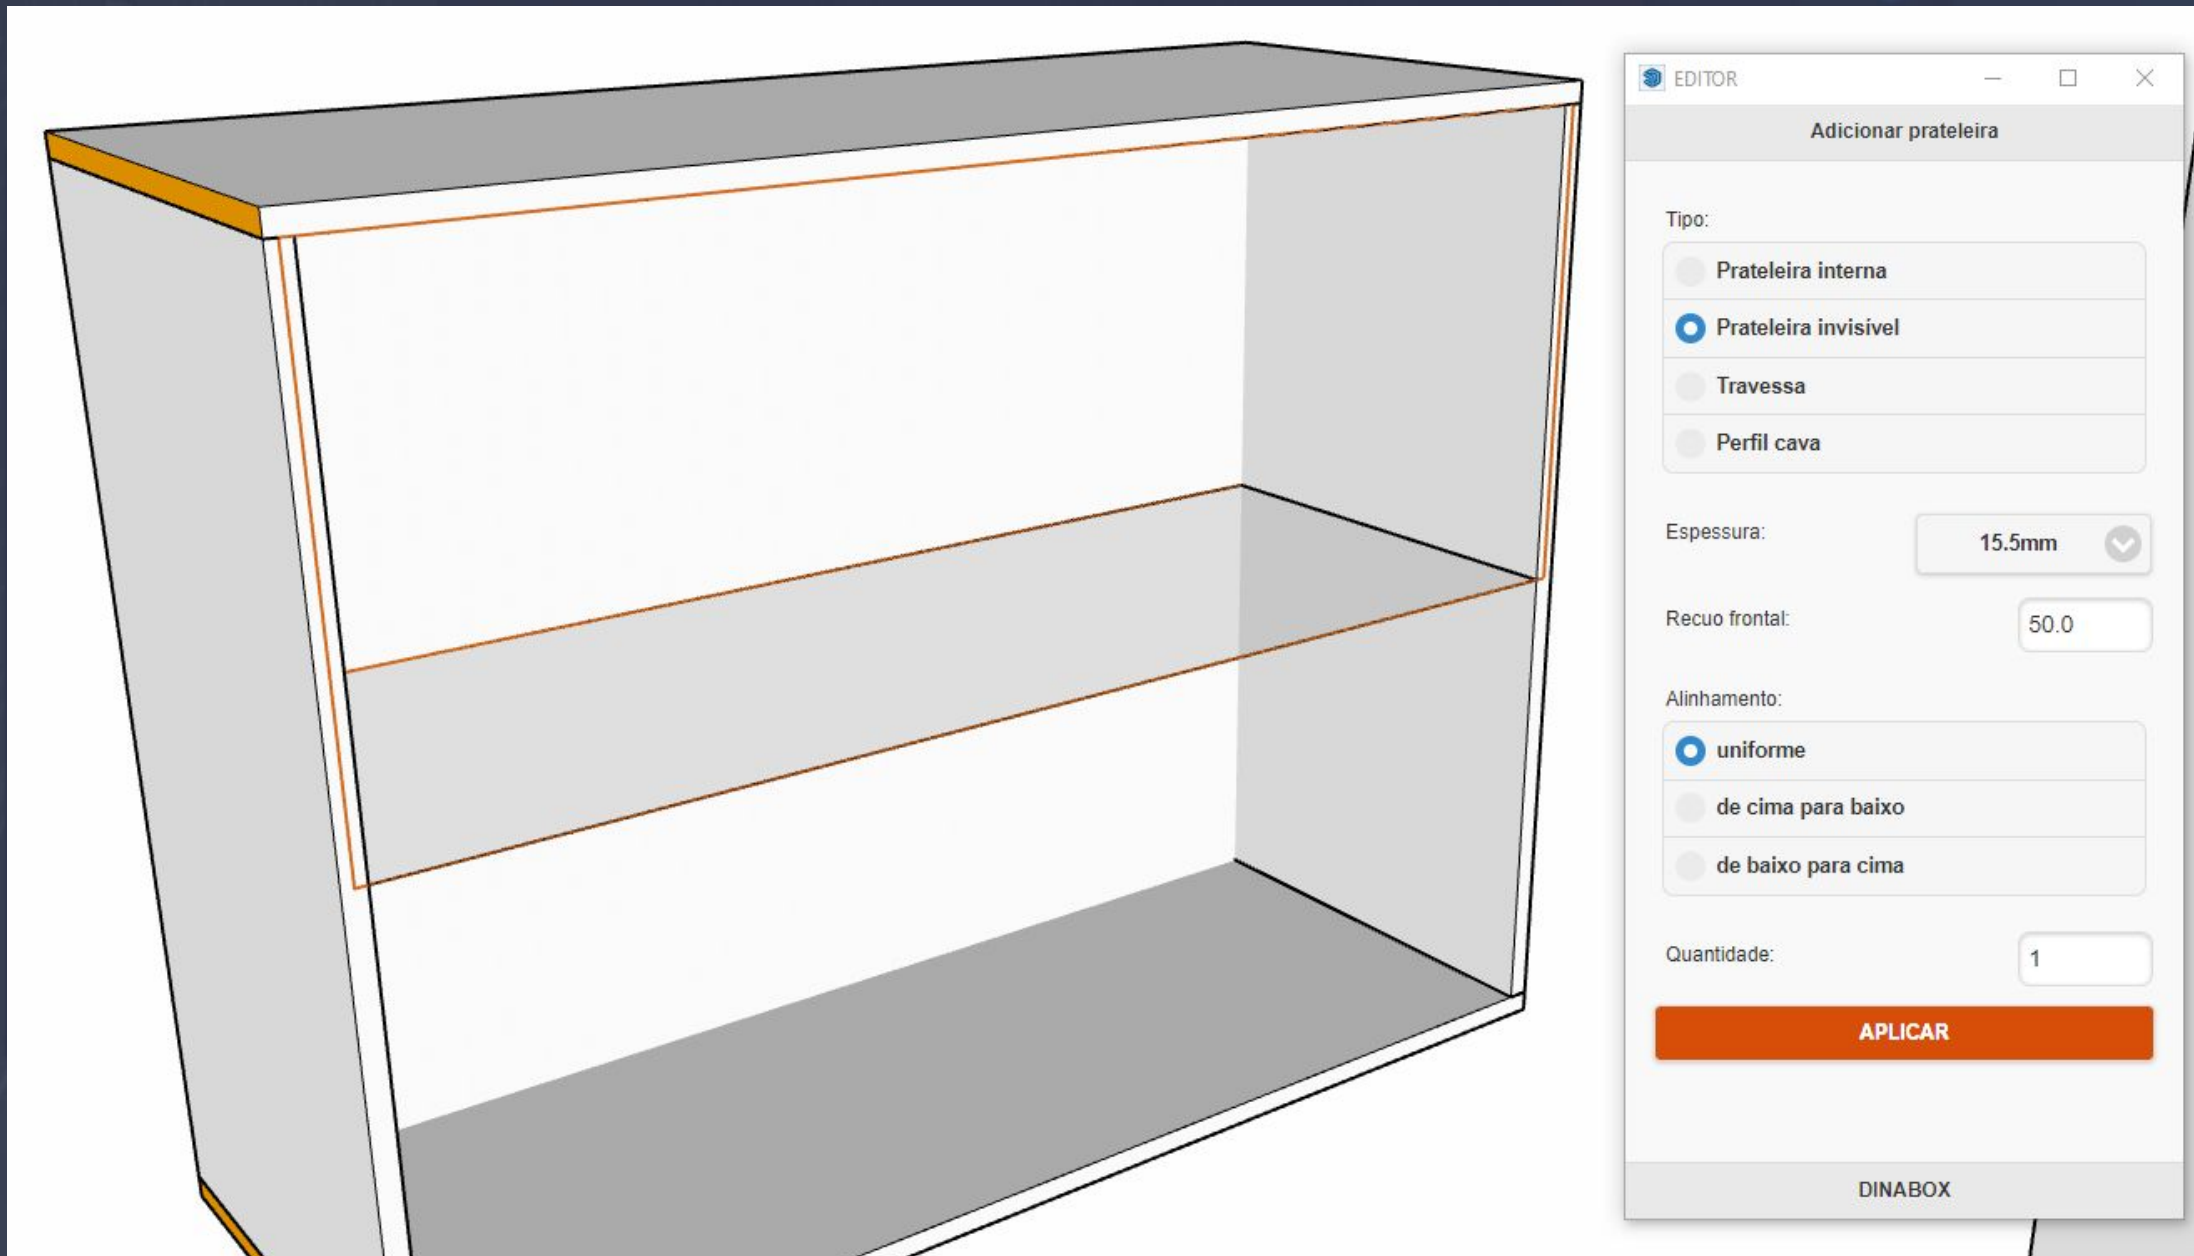 EDITOR
Adicionar prateleira
Tipo:
Prateleira interna
Prateleira invisível
Travessa
Perfil cava
Espessura:
15.5mm
Recuo frontal:
50.0
Alinhamento:
uniforme
de cima para baixo
de baixo para cima
Quantidade:
1
APLICAR
DINABOX